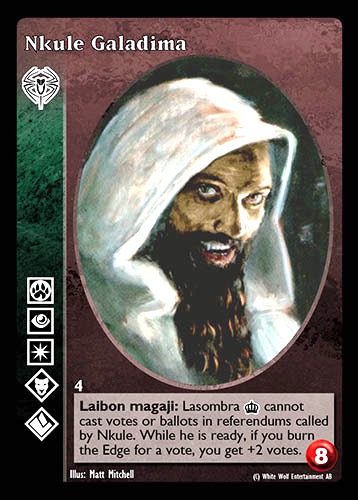 Nkule Galadima
4
Laibon magaji: Lasombra cannot
cast votes or ballots in referendums called
by Nkule. While he is ready, if you burn
the Edge for a vote, you get +2 votes.
8
Illus: Matt Mitchell
(C) White Wolf Entertainment AB